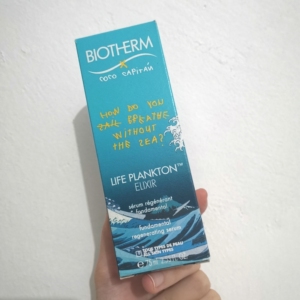 BIOTHERM
x
COCO CAPITÁN
HOW DO YOU
SAIL BREATHE
WITHOUT
THE SEA?
LIFE PLANKTON™
ELIXIR
sérum régénérant
fondamental
fundamental
regenerating serum